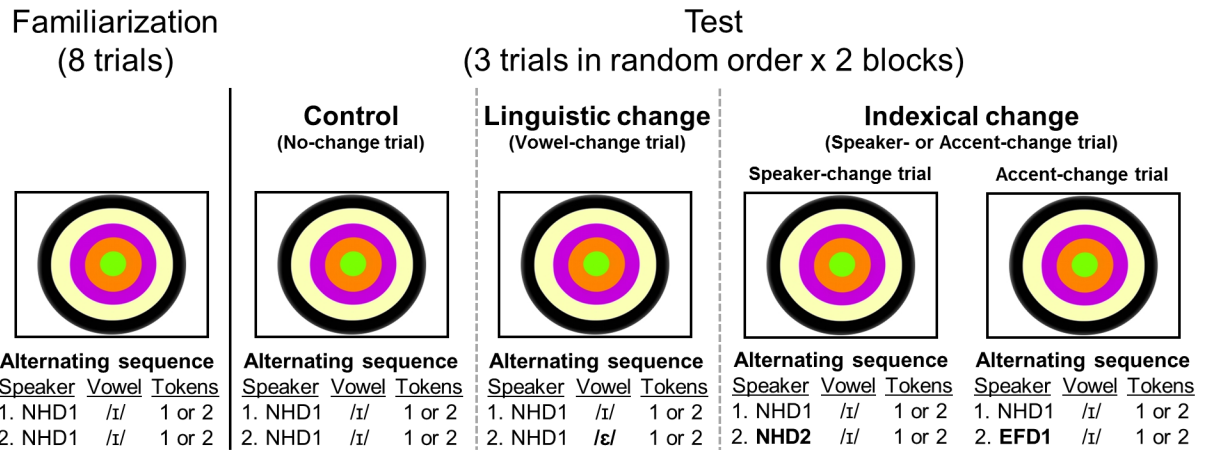 Familiarization
(8 trials)
Test
(3 trials in random order x 2 blocks)
Control
(No-change trial)
Linguistic change
(Vowel-change trial)
Indexical change
(Speaker- or Accent-change trial)
Speaker-change trial
Accent-change trial
Alternating sequence
Speaker Vowel Tokens
1. NHD1 /ɪ/ 1 or 2
2. NHD1 /ɪ/ 1 or 2
Alternating sequence
Speaker Vowel Tokens
1. NHD1 /ɪ/ 1 or 2
2. NHD1 /ɪ/ 1 or 2
Alternating sequence
Speaker Vowel Tokens
1. NHD1 /ɪ/ 1 or 2
2. NHD1 /ɛ/ 1 or 2
Alternating sequence
Speaker Vowel Tokens
1. NHD1 /ɪ/ 1 or 2
2. NHD2 /ɪ/ 1 or 2
Alternating sequence
Speaker Vowel Tokens
1. NHD1 /ɪ/ 1 or 2
2. EFD1 /ɪ/ 1 or 2